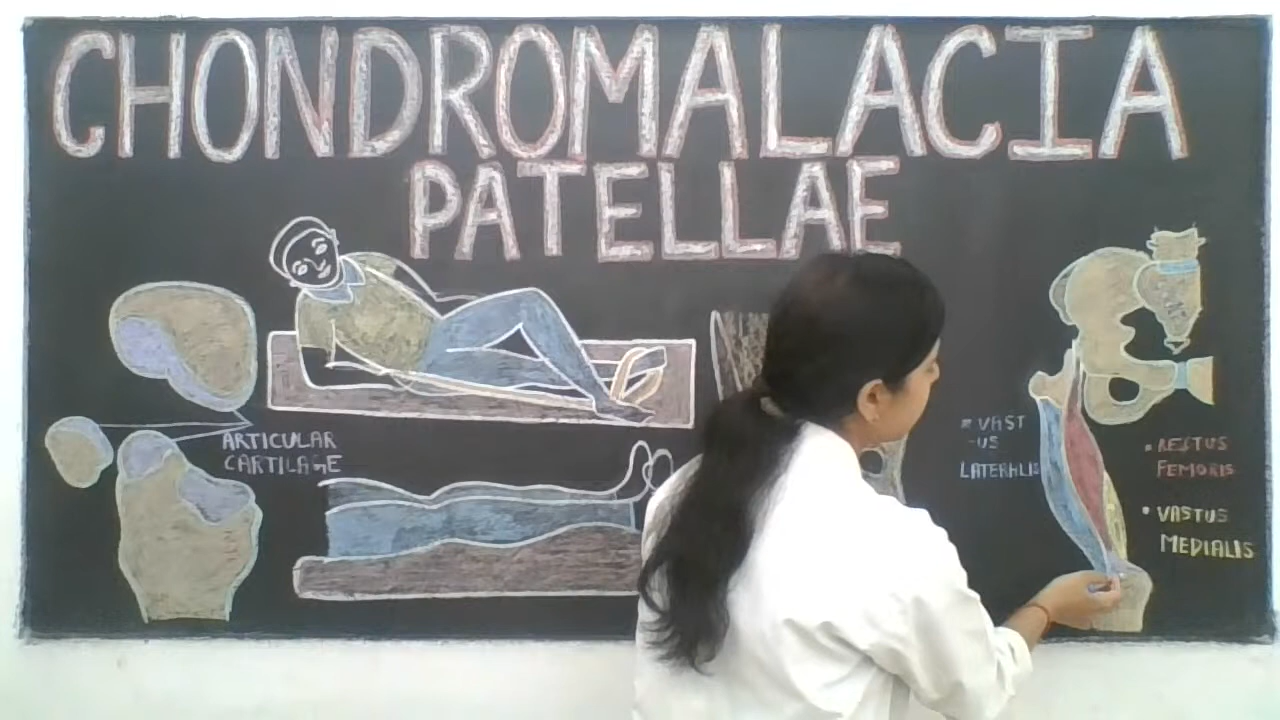 CHONDROMALACIA
PATELLAE
ARTICULAR
CARTILAGE
VAST
-US
LATERALIS
• RECTUS
FEMORIS
• VASTUS
MEDIALIS